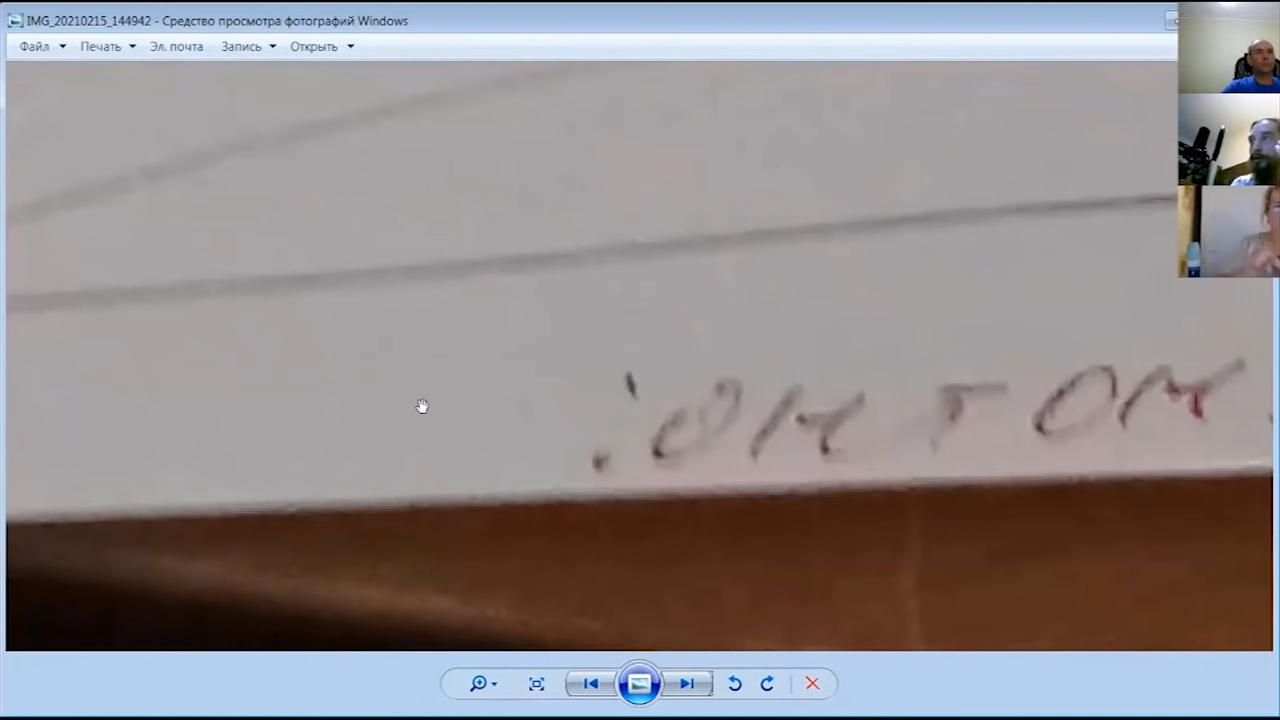 IMG_20210215_144942 - Средство просмотра фотографий Windows
Файл Печать Эл. почта Запись Открыть